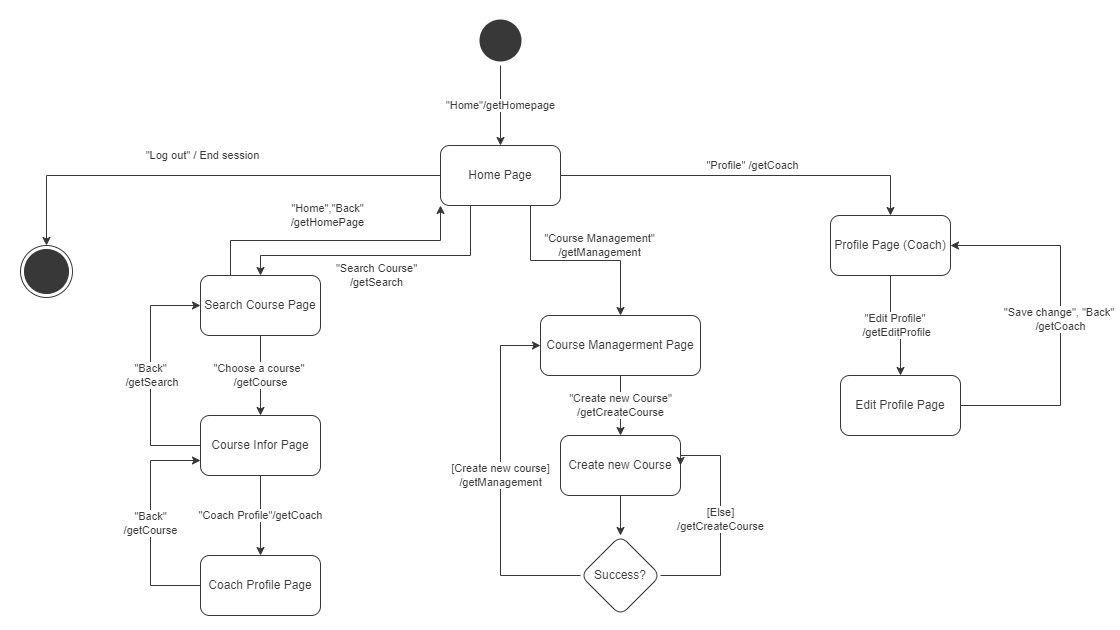 "Home"/getHomepage
"Log out" / End session
Home Page
"Profile" /getCoach
"Home","Back"
/getHomePage
"Course Management"
/getManagement
Profile Page (Coach)
"Search Course"
/getSearch
Search Course Page
"Edit Profile"
/getEditProfile
"Save change", "Back"
/getCoach
Course Managerment Page
"Back"
/getSearch
"Choose a course"
/getCourse
"Create new Course"
/getCreateCourse
Edit Profile Page
Course Infor Page
Create new Course
[Create new course]
/getManagement
"Back"
/getCourse
"Coach Profile"/getCoach
[Else]
/getCreateCourse
Coach Profile Page
Success?